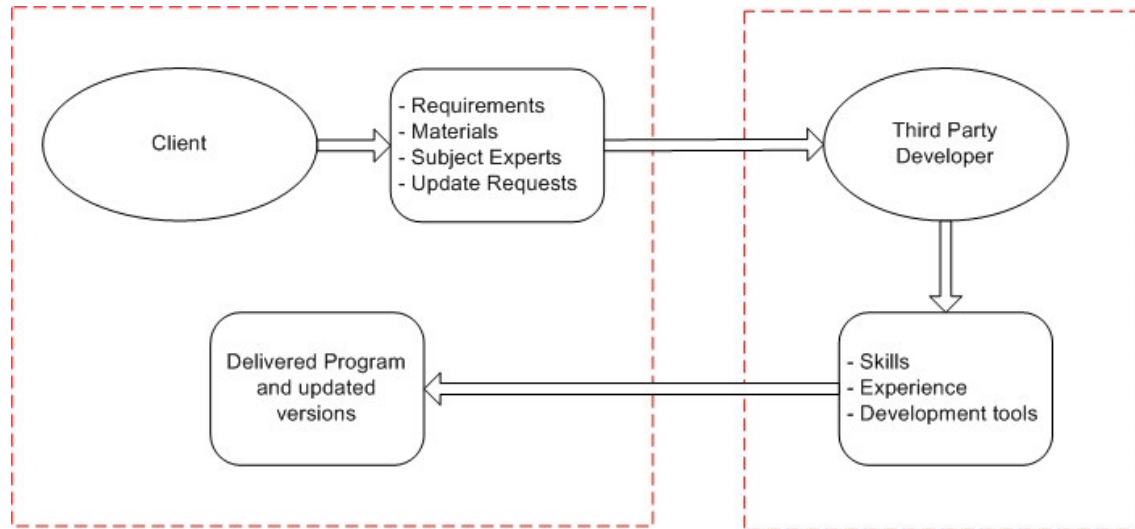 Client
- Requirements
- Materials
- Subject Experts
- Update Requests
Third Party
Developer
Delivered Program
and updated
versions
- Skills
- Experience
- Development tools